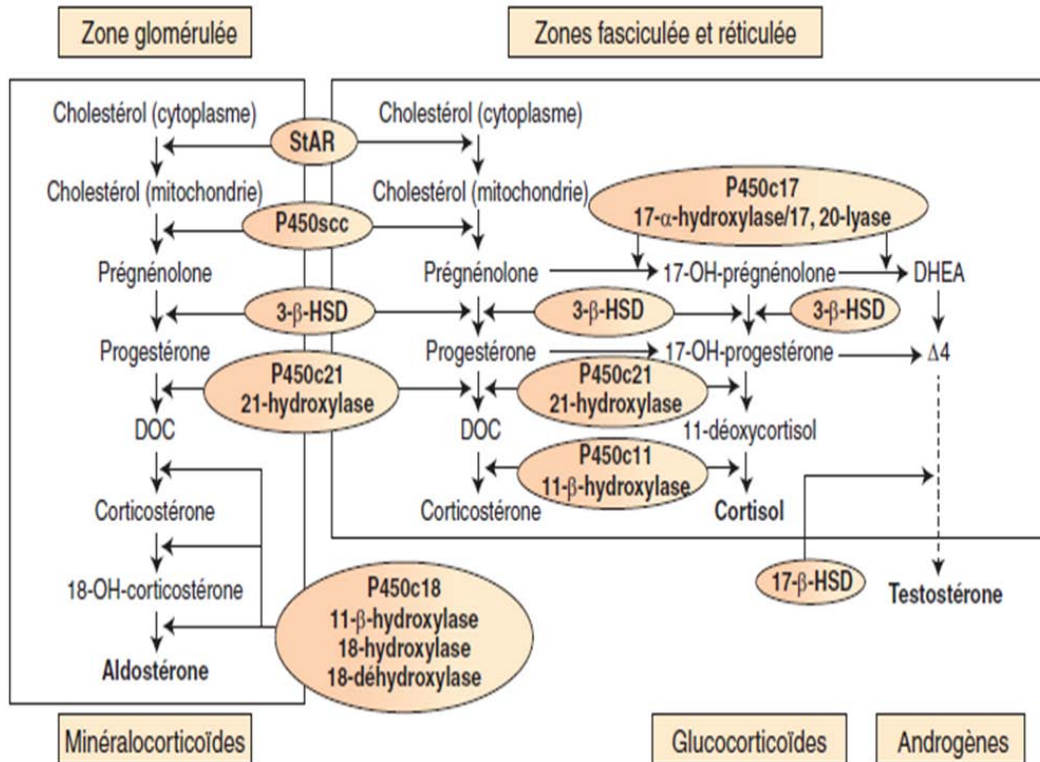 Zone glomérulée
Zones fasciculée et réticulée
Cholestérol (cytoplasme)
StAR
Cholestérol (cytoplasme)
Cholestérol (mitochondrie)
Cholestérol (mitochondrie)
P450c17
17-α-hydroxylase/17, 20-lyase
P450scc
Prégnénolone
Prégnénolone
17-OH-prégnénolone
DHEA
3-β-HSD
3-β-HSD
3-β-HSD
Progestérone
Progestérone
17-OH-progestérone
Δ4
P450c21
21-hydroxylase
P450c21
21-hydroxylase
DOC
DOC
11-déoxycortisol
P450c11
11-β-hydroxylase
Corticostérone
Corticostérone
Cortisol
18-OH-corticostérone
P450c18
11-β-hydroxylase
18-hydroxylase
18-déhydroxylase
17-β-HSD
Testostérone
Aldostérone
Minéralocorticoïdes
Glucocorticoïdes
Androgènes